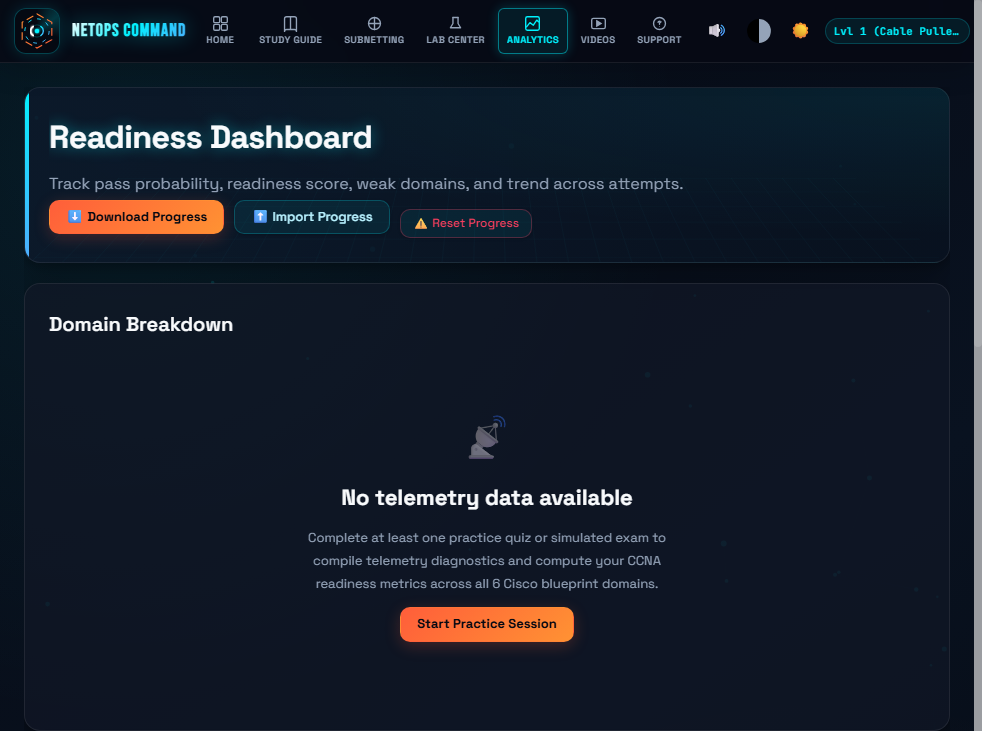 NETOPS COMMAND
HOME
STUDY GUIDE
SUBNETTING
LAB CENTER
ANALYTICS
VIDEOS
SUPPORT
Lvl 1 (Cable Pulle…
Readiness Dashboard
Track pass probability, readiness score, weak domains, and trend across attempts.
Download Progress
Import Progress
Reset Progress
Domain Breakdown
No telemetry data available
Complete at least one practice quiz or simulated exam to
compile telemetry diagnostics and compute your CCNA
readiness metrics across all 6 Cisco blueprint domains.
Start Practice Session